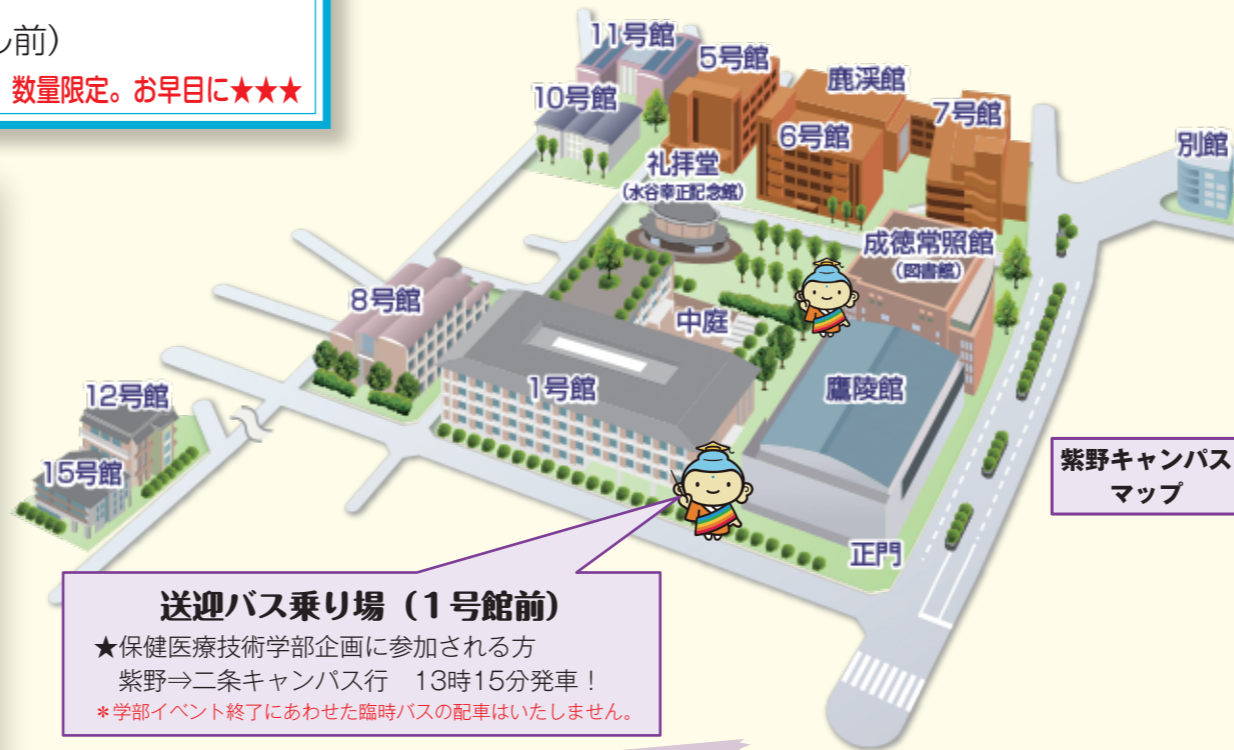 ル前）
数量限定。お早目に★★★
11号館
5号館
鹿渓館
10号館
7号館
6号館
別館
礼拝堂
（水谷幸正記念館）
成徳常照館
（図書館）
8号館
中庭
1号館
鷹陵館
12号館
15号館
紫野キャンパス
マップ
正門
送迎バス乗り場（1号館前）
★保健医療技術学部企画に参加される方
紫野⇒二条キャンパス行　13時15分発車！
*学部イベント終了にあわせた臨時バスの配車はいたしません。